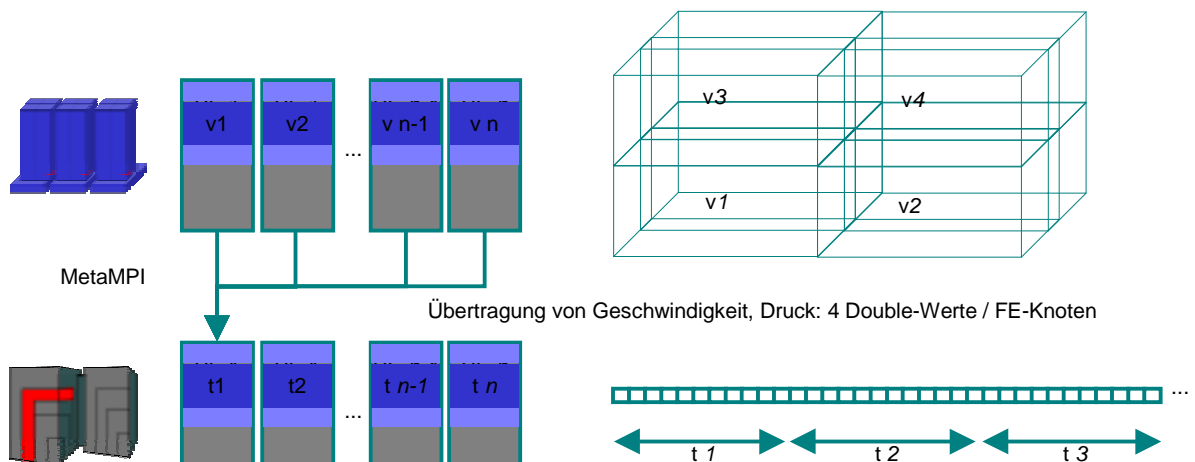 v1 v2 ... v n-1 v n
v3 v4
v1 v2
MetaMPI
Übertragung von Geschwindigkeit, Druck: 4 Double-Werte / FE-Knoten
t1 t2 ... t n-1 t n
...
t 1 t 2 t 3